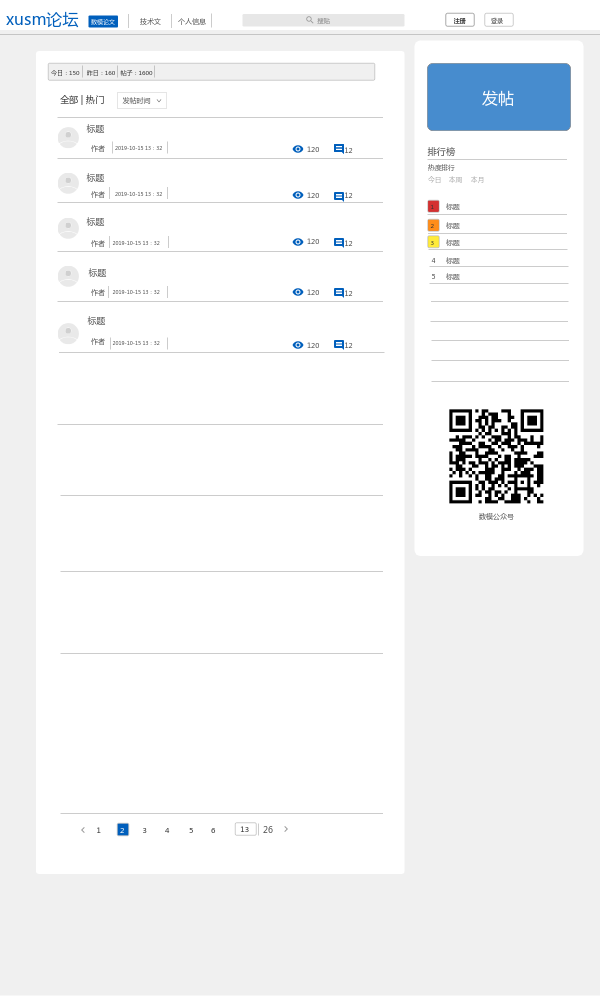 xusm论坛 数模论文 技术文 个人信息 搜贴 注册 登录
今日：150 昨日：160 帖子：1600
全部 | 热门 发帖时间
标题
作者 2019-10-15 13：32 120 12
标题
作者 2019-10-15 13：32 120 12
标题
作者 2019-10-15 13：32 120 12
标题
作者 2019-10-15 13：32 120 12
标题
作者 2019-10-15 13：32 120 12
1 2 3 4 5 6 13 26
发帖
排行榜
热度排行
今日 本周 本月
1 标题
2 标题
3 标题
4 标题
5 标题
数模公众号